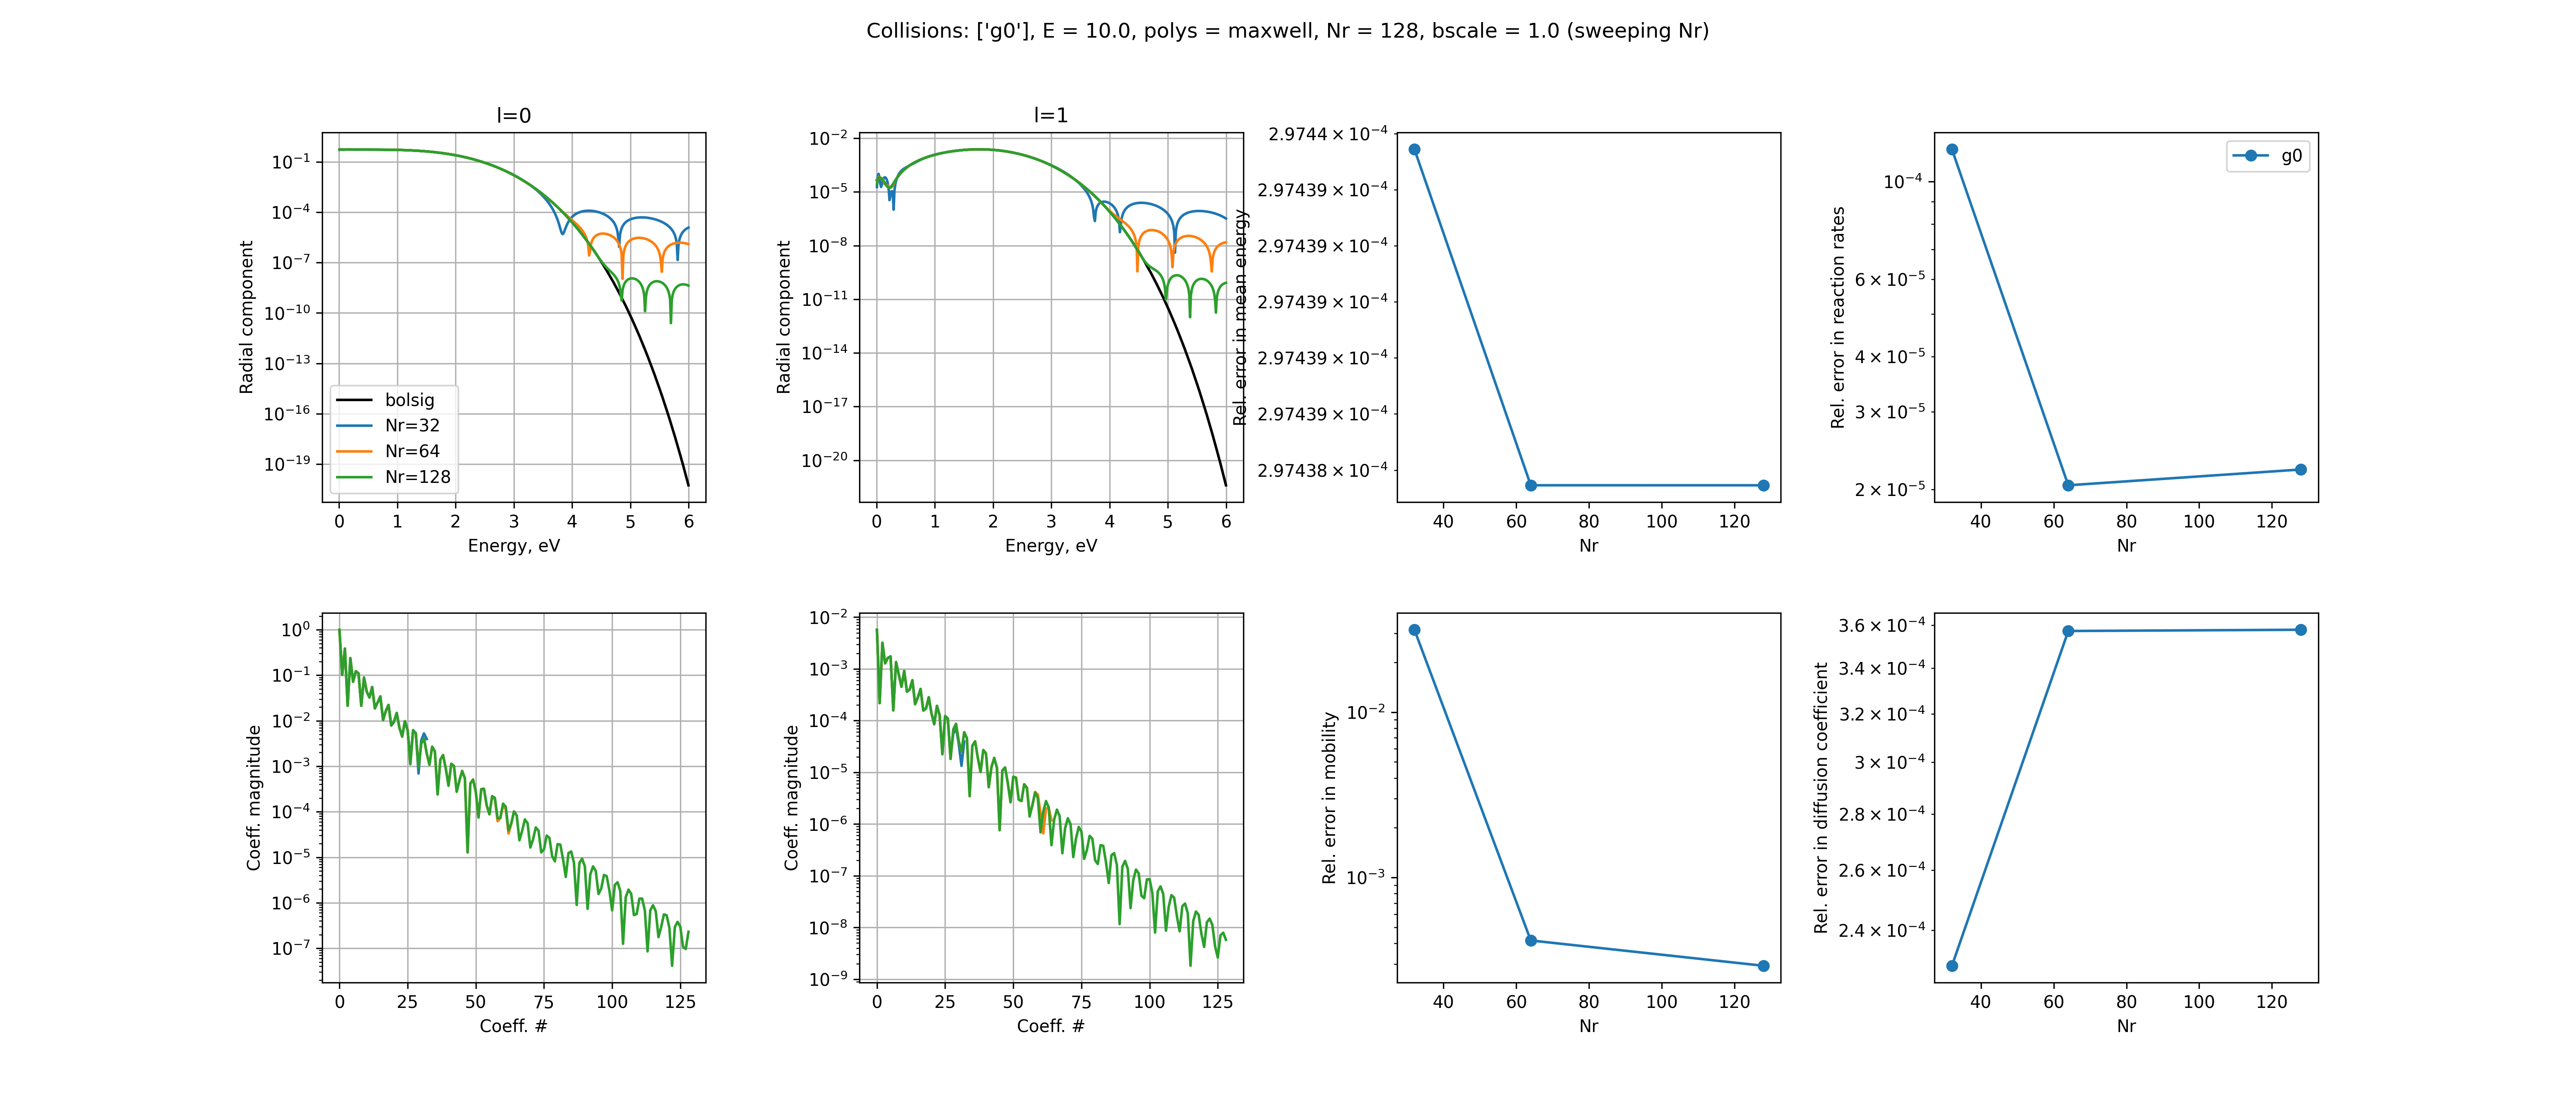 Collisions: ['g0'], E = 10.0, polys = maxwell, Nr = 128, bscale = 1.0 (sweeping Nr)
l=0
Radial component
10⁻¹
10⁻⁴
10⁻⁷
10⁻¹⁰
10⁻¹³
10⁻¹⁶
10⁻¹⁹
bolsig
Nr=32
Nr=64
Nr=128
0 1 2 3 4 5 6
Energy, eV
l=1
Radial component
10⁻²
10⁻⁵
10⁻⁸
10⁻¹¹
10⁻¹⁴
10⁻¹⁷
10⁻²⁰
0 1 2 3 4 5 6
Energy, eV
Rel. error in mean energy
2.9744 × 10⁻⁴
2.97439 × 10⁻⁴
2.97439 × 10⁻⁴
2.97439 × 10⁻⁴
2.97439 × 10⁻⁴
2.97439 × 10⁻⁴
2.97438 × 10⁻⁴
40 60 80 100 120
Nr
Rel. error in reaction rates
10⁻⁴
6 × 10⁻⁵
4 × 10⁻⁵
3 × 10⁻⁵
2 × 10⁻⁵
g0
40 60 80 100 120
Nr
Coeff. magnitude
10⁰
10⁻¹
10⁻²
10⁻³
10⁻⁴
10⁻⁵
10⁻⁶
10⁻⁷
0 25 50 75 100 125
Coeff. #
Coeff. magnitude
10⁻²
10⁻³
10⁻⁴
10⁻⁵
10⁻⁶
10⁻⁷
10⁻⁸
10⁻⁹
0 25 50 75 100 125
Coeff. #
Rel. error in mobility
10⁻²
10⁻³
40 60 80 100 120
Nr
Rel. error in diffusion coefficient
3.6 × 10⁻⁴
3.4 × 10⁻⁴
3.2 × 10⁻⁴
3 × 10⁻⁴
2.8 × 10⁻⁴
2.6 × 10⁻⁴
2.4 × 10⁻⁴
40 60 80 100 120
Nr